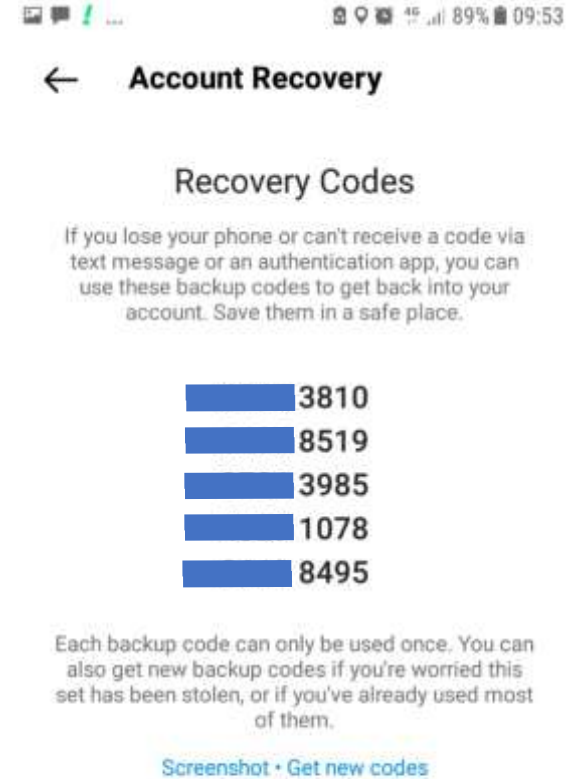 89% 09:53
Account Recovery
Recovery Codes
If you lose your phone or can't receive a code via
text message or an authentication app, you can
use these backup codes to get back into your
account. Save them in a safe place.
3810
8519
3985
1078
8495
Each backup code can only be used once. You can
also get new backup codes if you're worried this
set has been stolen, or if you've already used most
of them.
Screenshot • Get new codes